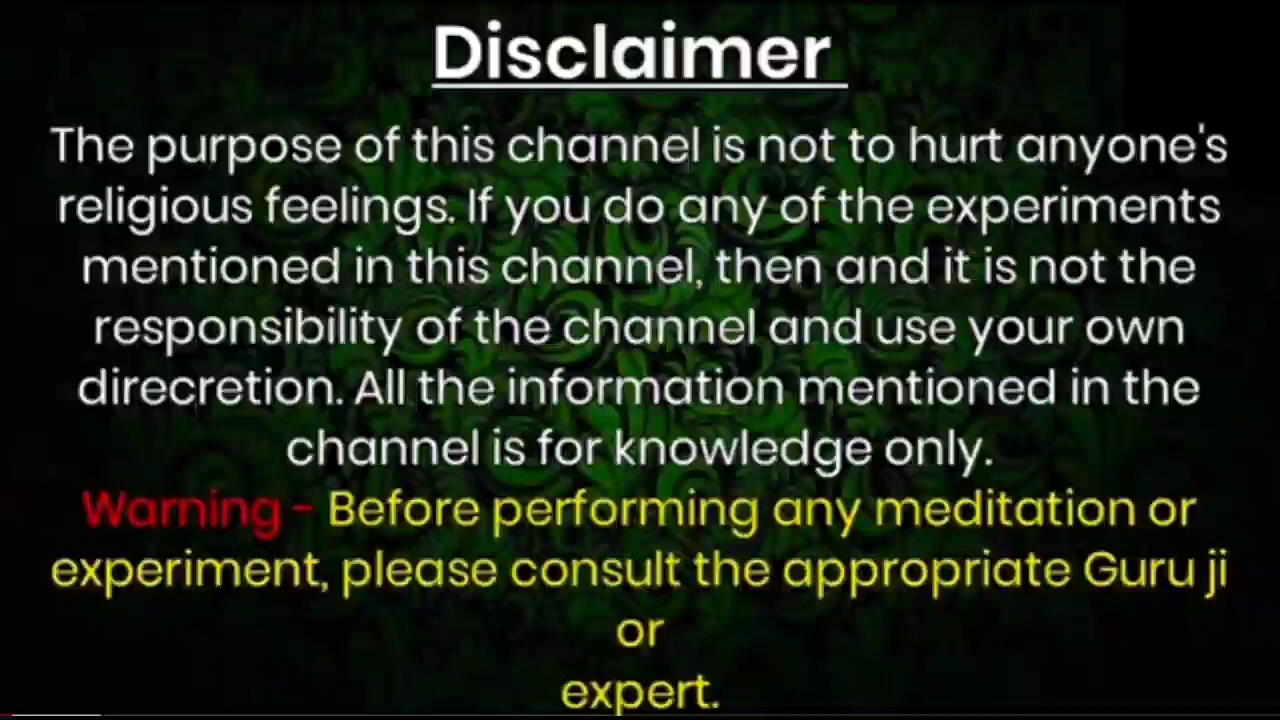 Disclaimer
The purpose of this channel is not to hurt anyone's
religious feelings. If you do any of the experiments
mentioned in this channel, then and it is not the
responsibility of the channel and use your own
direcretion. All the information mentioned in the
channel is for knowledge only.
Warning - Before performing any meditation or
experiment, please consult the appropriate Guru ji
or
expert.